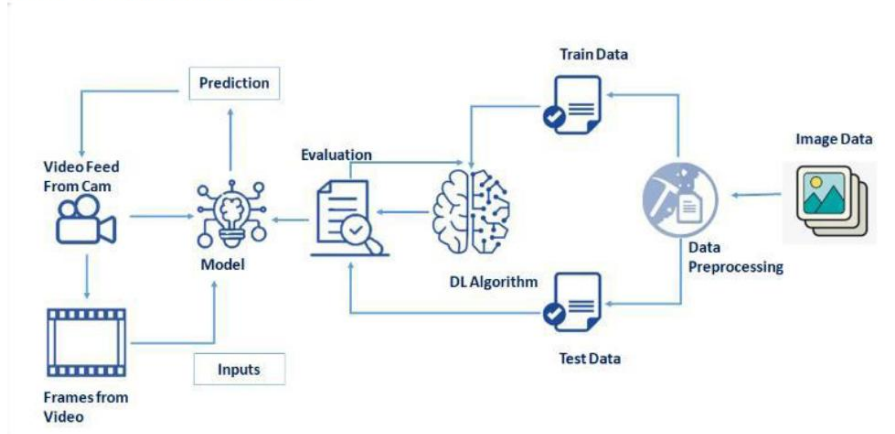 Train Data
Prediction
Image Data
Evaluation
Video Feed
From Cam
Data
Preprocessing
Model
DL Algorithm
Test Data
Inputs
Frames from
Video